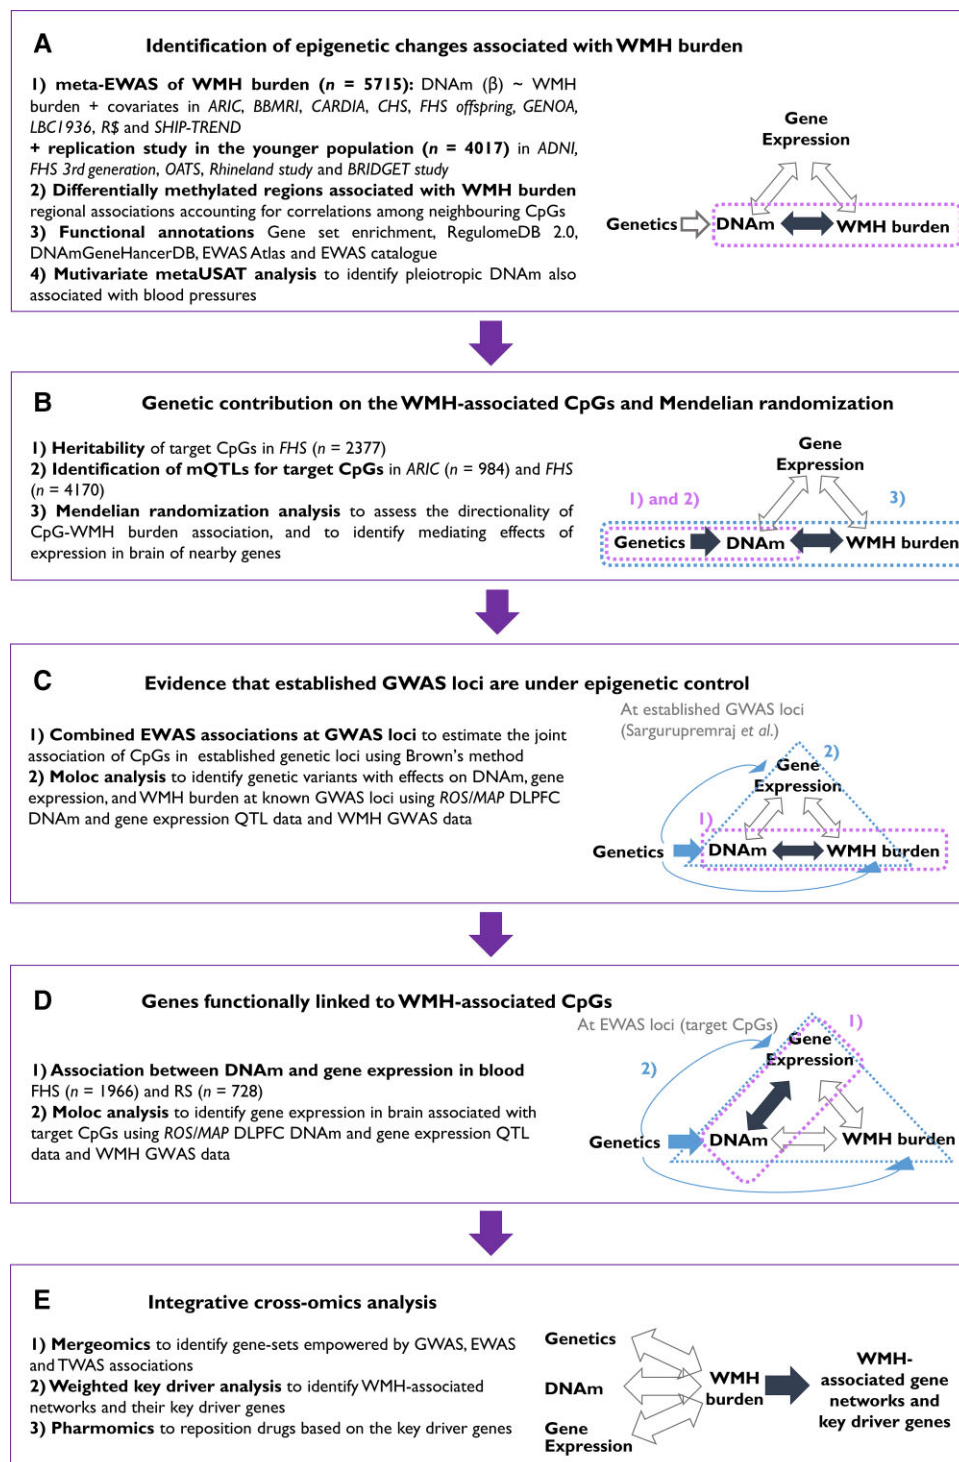 A
Identification of epigenetic changes associated with WMH burden
1) meta-EWAS of WMH burden (n = 5715): DNAm (β) ~ WMH
burden + covariates in ARIC, BBMRI, CARDIA, CHS, FHS offspring, GENOA,
LBC1936, R$ and SHIP-TREND
+ replication study in the younger population (n = 4017) in ADNI,
FHS 3rd generation, OATS, Rhineland study and BRIDGET study
2) Differentially methylated regions associated with WMH burden
regional associations accounting for correlations among neighbouring CpGs
3) Functional annotations Gene set enrichment, RegulomeDB 2.0,
DNAmGeneHancerDB, EWAS Atlas and EWAS catalogue
4) Mutivariate metaUSAT analysis to identify pleiotropic DNAm also
associated with blood pressures
Gene
Expression
Genetics
DNAm
WMH burden
B
Genetic contribution on the WMH-associated CpGs and Mendelian randomization
1) Heritability of target CpGs in FHS (n = 2377)
2) Identification of mQTLs for target CpGs in ARIC (n = 984) and FHS
(n = 4170)
3) Mendelian randomization analysis to assess the directionality of
CpG-WMH burden association, and to identify mediating effects of
expression in brain of nearby genes
Gene
Expression
1) and 2)
3)
Genetics
DNAm
WMH burden
C
Evidence that established GWAS loci are under epigenetic control
1) Combined EWAS associations at GWAS loci to estimate the joint
association of CpGs in established genetic loci using Brown's method
2) Moloc analysis to identify genetic variants with effects on DNAm, gene
expression, and WMH burden at known GWAS loci using ROS/MAP DLPFC
DNAm and gene expression QTL data and WMH GWAS data
At established GWAS loci
(Sargurupremraj et al.)
2)
Gene
Expression
1)
Genetics
DNAm
WMH burden
D
Genes functionally linked to WMH-associated CpGs
1) Association between DNAm and gene expression in blood
FHS (n = 1966) and RS (n = 728)
2) Moloc analysis to identify gene expression in brain associated with
target CpGs using ROS/MAP DLPFC DNAm and gene expression QTL
data and WMH GWAS data
At EWAS loci (target CpGs)
1)
Gene
Expression
2)
Genetics
DNAm
WMH burden
E
Integrative cross-omics analysis
1) Mergeomics to identify gene-sets empowered by GWAS, EWAS
and TWAS associations
2) Weighted key driver analysis to identify WMH-associated
networks and their key driver genes
3) Pharmomics to reposition drugs based on the key driver genes
Genetics
DNAm
Gene
Expression
WMH
burden
WMH-
associated gene
networks and
key driver genes